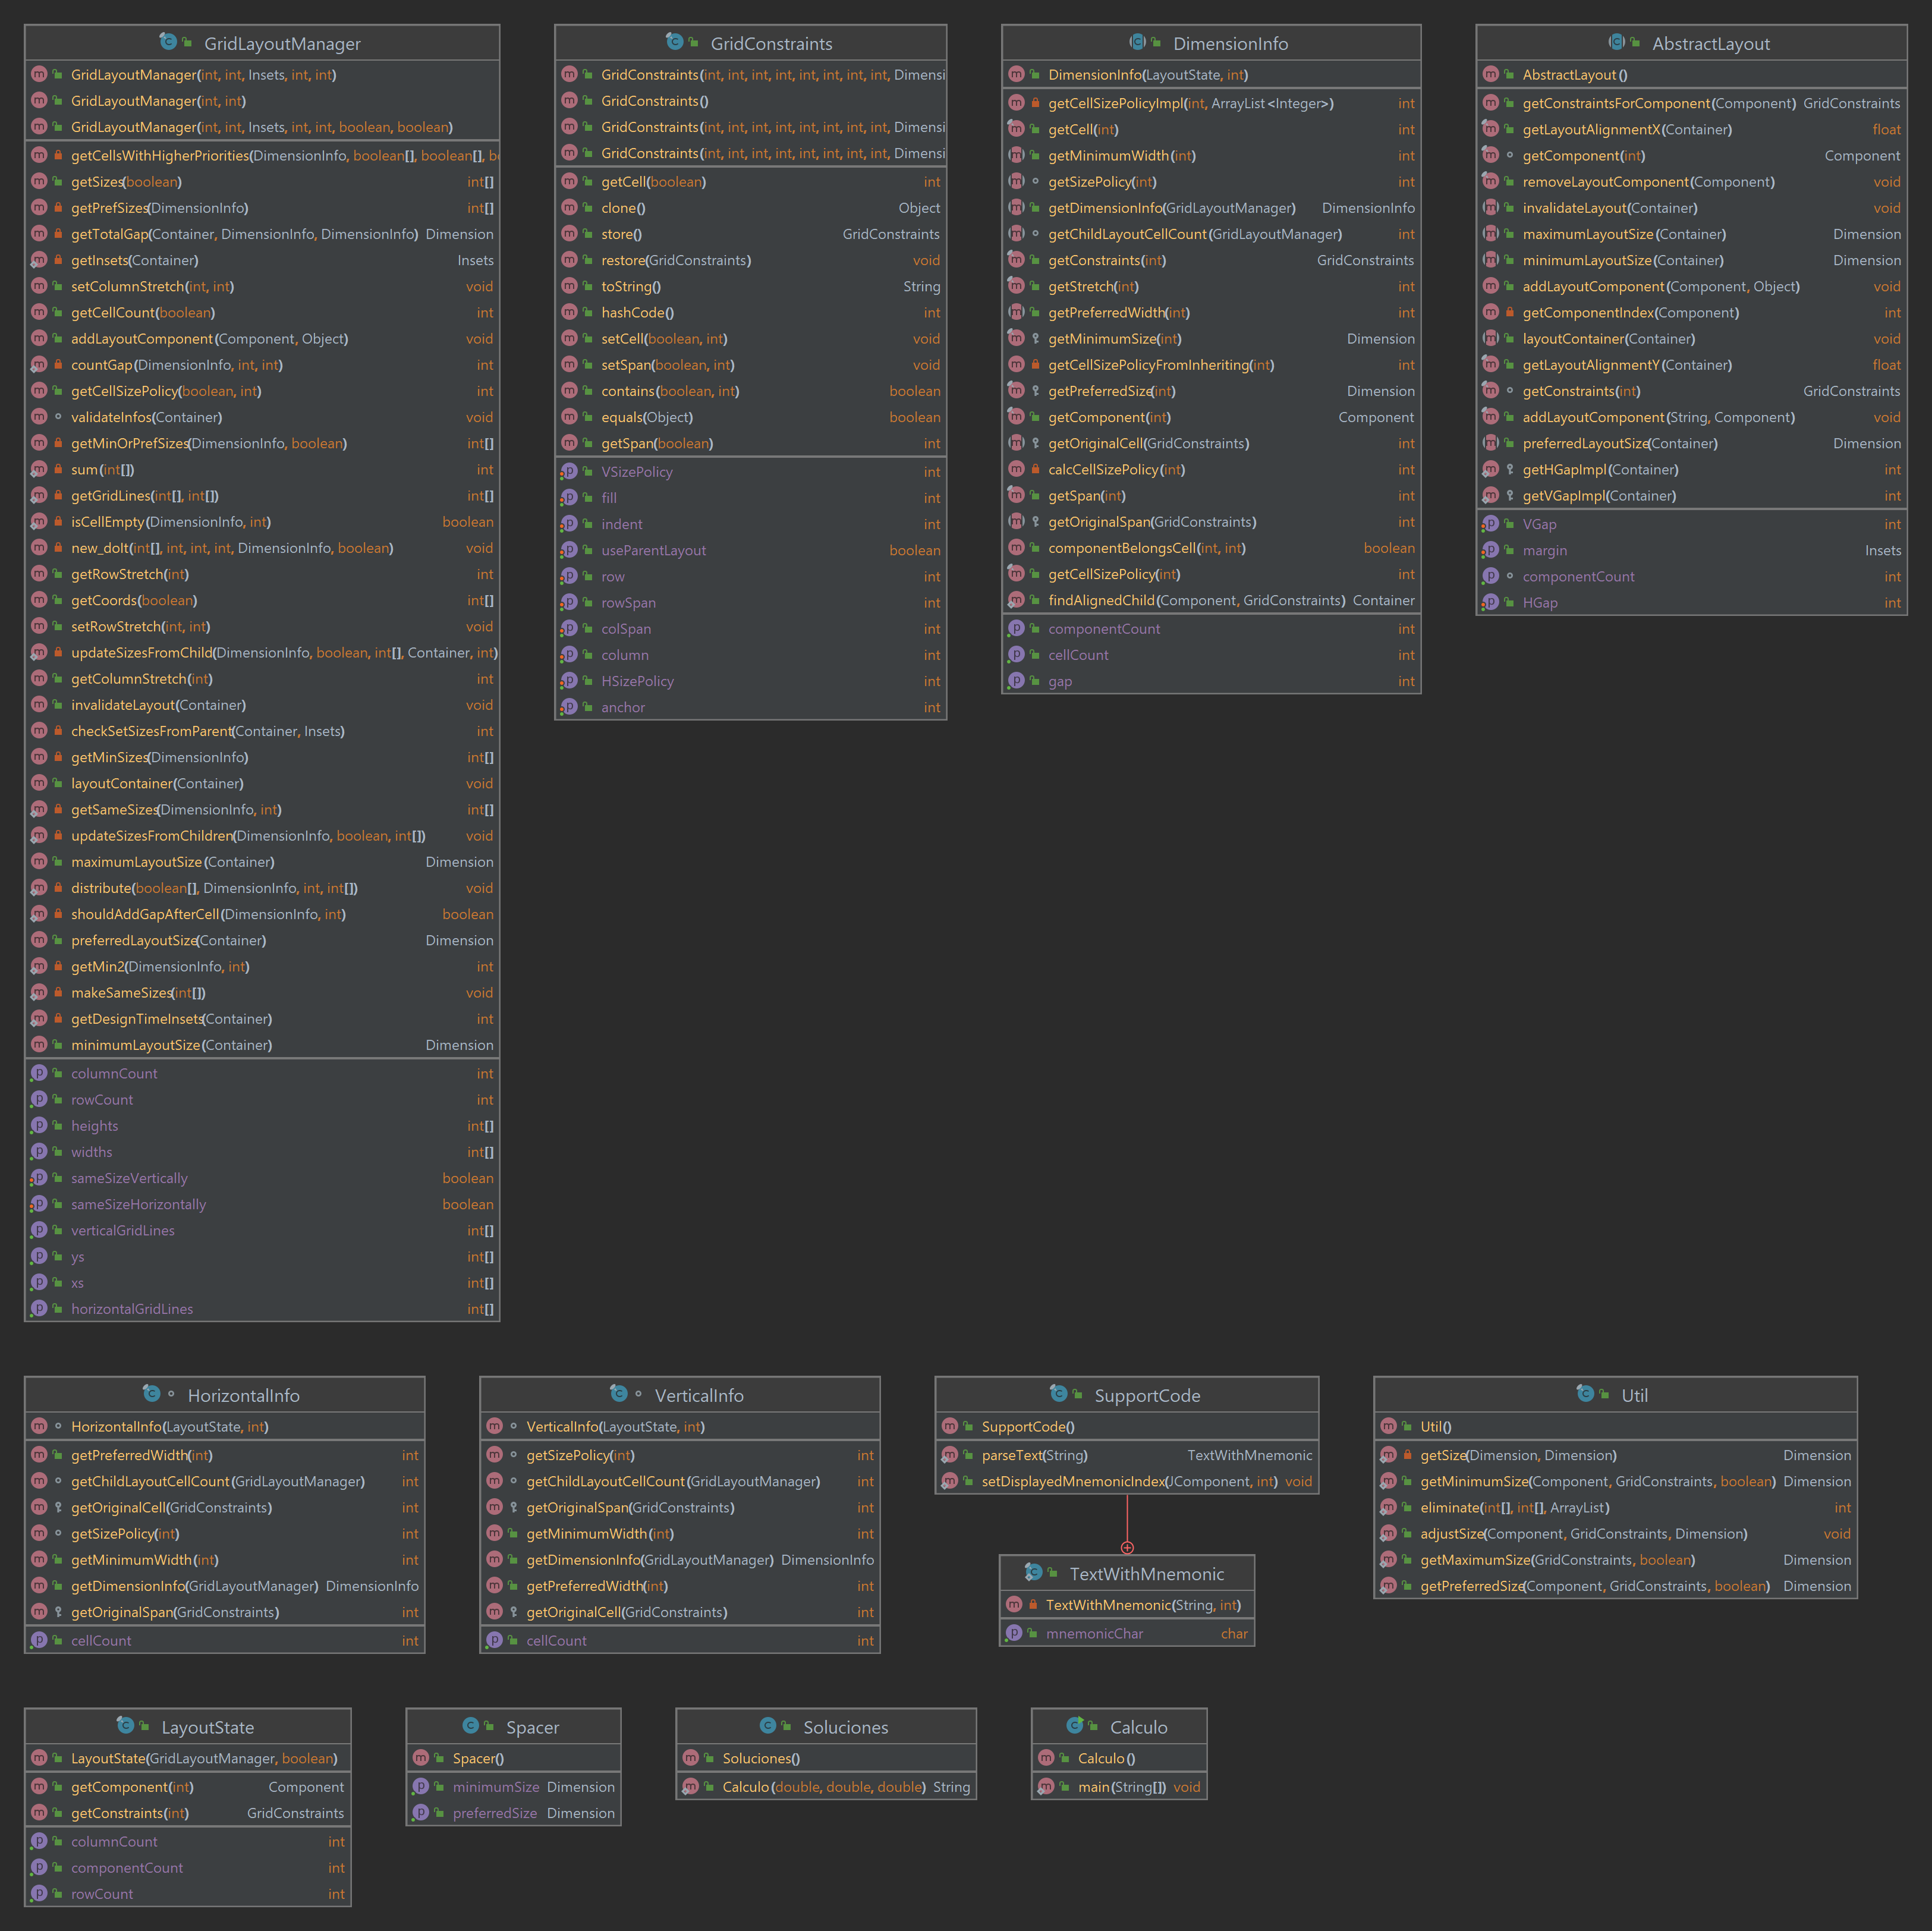 GridLayoutManager
GridLayoutManager(int, int, Insets, int, int)
GridLayoutManager(int, int)
GridLayoutManager(int, int, Insets, int, int, boolean, boolean)
getCellsWithHigherPriorities(DimensionInfo, boolean[], boolean[], b
getSizes(boolean) int[]
getPrefSizes(DimensionInfo) int[]
getTotalGap(Container, DimensionInfo, DimensionInfo) Dimension
getInsets(Container) Insets
setColumnStretch(int, int) void
getCellCount(boolean) int
addLayoutComponent(Component, Object) void
countGap(DimensionInfo, int, int) int
getCellSizePolicy(boolean, int) int
validateInfos(Container) void
getMinOrPrefSizes(DimensionInfo, boolean) int[]
sum(int[]) int
getGridLines(int[], int[]) int[]
isCellEmpty(DimensionInfo, int) boolean
new_doIt(int[], int, int, int, DimensionInfo, boolean) void
getRowStretch(int) int
getCoords(boolean) int[]
setRowStretch(int, int) void
updateSizesFromChild(DimensionInfo, boolean, int[], Container, int)
getColumnStretch(int) int
invalidateLayout(Container) void
checkSetSizesFromParent(Container, Insets) int
getMinSizes(DimensionInfo) int[]
layoutContainer(Container) void
getSameSizes(DimensionInfo, int) int[]
updateSizesFromChildren(DimensionInfo, boolean, int[]) void
maximumLayoutSize(Container) Dimension
distribute(boolean[], DimensionInfo, int, int[]) void
shouldAddGapAfterCell(DimensionInfo, int) boolean
preferredLayoutSize(Container) Dimension
getMin2(DimensionInfo, int) int
makeSameSizes(int[]) void
getDesignTimeInsets(Container) int
minimumLayoutSize(Container) Dimension
columnCount int
rowCount int
heights int[]
widths int[]
sameSizeVertically boolean
sameSizeHorizontally boolean
verticalGridLines int[]
ys int[]
xs int[]
horizontalGridLines int[]
GridConstraints
GridConstraints(int, int, int, int, int, int, int, int, Dimensi
GridConstraints()
GridConstraints(int, int, int, int, int, int, int, int, Dimensi
GridConstraints(int, int, int, int, int, int, int, int, Dimensi
getCell(boolean) int
clone() Object
store() GridConstraints
restore(GridConstraints) void
toString() String
hashCode() int
setCell(boolean, int) void
setSpan(boolean, int) void
contains(boolean, int) boolean
equals(Object) boolean
getSpan(boolean) int
VSizePolicy int
fill int
indent int
useParentLayout boolean
row int
rowSpan int
colSpan int
column int
HSizePolicy int
anchor int
DimensionInfo
DimensionInfo(LayoutState, int)
getCellSizePolicyImpl(int, ArrayList<Integer>) int
getCell(int) int
getMinimumWidth(int) int
getSizePolicy(int) int
getDimensionInfo(GridLayoutManager) DimensionInfo
getChildLayoutCellCount(GridLayoutManager) int
getConstraints(int) GridConstraints
getStretch(int) int
getPreferredWidth(int) int
getMinimumSize(int) Dimension
getCellSizePolicyFromInheriting(int) int
getPreferredSize(int) Dimension
getComponent(int) Component
getOriginalCell(GridConstraints) int
calcCellSizePolicy(int) int
getSpan(int) int
getOriginalSpan(GridConstraints) int
componentBelongsCell(int, int) boolean
getCellSizePolicy(int) int
findAlignedChild(Component, GridConstraints) Container
componentCount int
cellCount int
gap int
AbstractLayout
AbstractLayout()
getConstraintsForComponent(Component) GridConstraints
getLayoutAlignmentX(Container) float
getComponent(int) Component
removeLayoutComponent(Component) void
invalidateLayout(Container) void
maximumLayoutSize(Container) Dimension
minimumLayoutSize(Container) Dimension
addLayoutComponent(Component, Object) void
getComponentIndex(Component) int
layoutContainer(Container) void
getLayoutAlignmentY(Container) float
getConstraints(int) GridConstraints
addLayoutComponent(String, Component) void
preferredLayoutSize(Container) Dimension
getHGapImpl(Container) int
getVGapImpl(Container) int
VGap int
margin Insets
componentCount int
HGap int
HorizontalInfo
HorizontalInfo(LayoutState, int)
getPreferredWidth(int) int
getChildLayoutCellCount(GridLayoutManager) int
getOriginalCell(GridConstraints) int
getSizePolicy(int) int
getMinimumWidth(int) int
getDimensionInfo(GridLayoutManager) DimensionInfo
getOriginalSpan(GridConstraints) int
cellCount int
VerticalInfo
VerticalInfo(LayoutState, int)
getSizePolicy(int) int
getChildLayoutCellCount(GridLayoutManager) int
getOriginalSpan(GridConstraints) int
getMinimumWidth(int) int
getDimensionInfo(GridLayoutManager) DimensionInfo
getPreferredWidth(int) int
getOriginalCell(GridConstraints) int
cellCount int
SupportCode
SupportCode()
parseText(String) TextWithMnemonic
setDisplayedMnemonicIndex(JComponent, int) void
TextWithMnemonic
TextWithMnemonic(String, int)
mnemonicChar char
Util
Util()
getSize(Dimension, Dimension) Dimension
getMinimumSize(Component, GridConstraints, boolean) Dimension
eliminate(int[], int[], ArrayList) int
adjustSize(Component, GridConstraints, Dimension) void
getMaximumSize(GridConstraints, boolean) Dimension
getPreferredSize(Component, GridConstraints, boolean) Dimension
LayoutState
LayoutState(GridLayoutManager, boolean)
getComponent(int) Component
getConstraints(int) GridConstraints
columnCount int
componentCount int
rowCount int
Spacer
Spacer()
minimumSize Dimension
preferredSize Dimension
Soluciones
Soluciones()
Calculo(double, double, double) String
Calculo
Calculo()
main(String[]) void